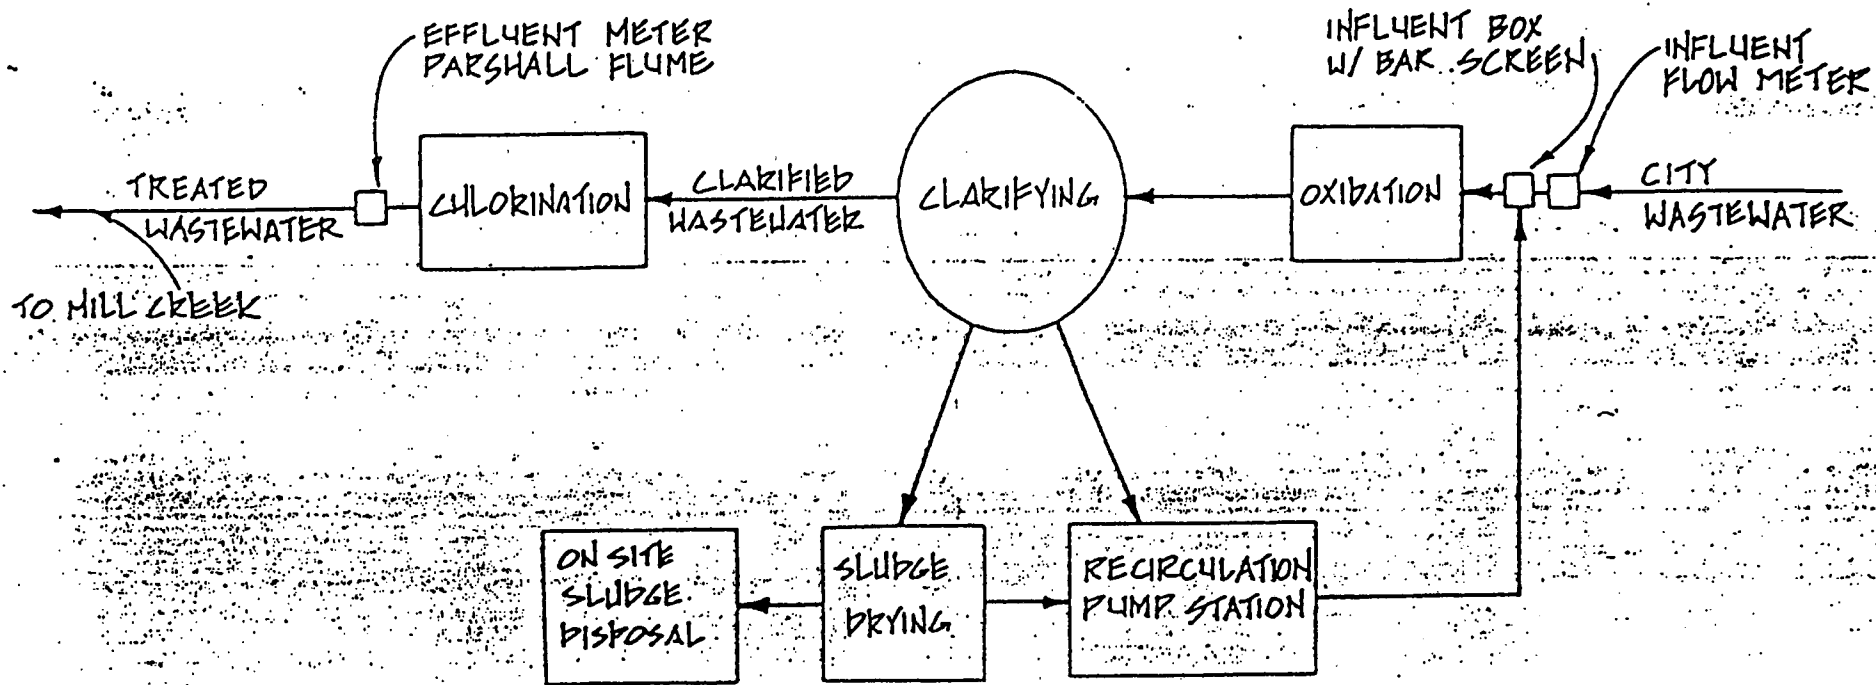 EFFLUENT METER
PARSHALL FLUME
INFLUENT BOX
W/ BAR SCREEN
INFLUENT
FLOW METER
TREATED
WASTEWATER
CHLORINATION
CLARIFIED
WASTEWATER
CLARIFYING
OXIDATION
CITY
WASTEWATER
TO MILL CREEK
ON SITE
SLUDGE
DISPOSAL
SLUDGE
DRYING
RECIRCULATION
PUMP STATION